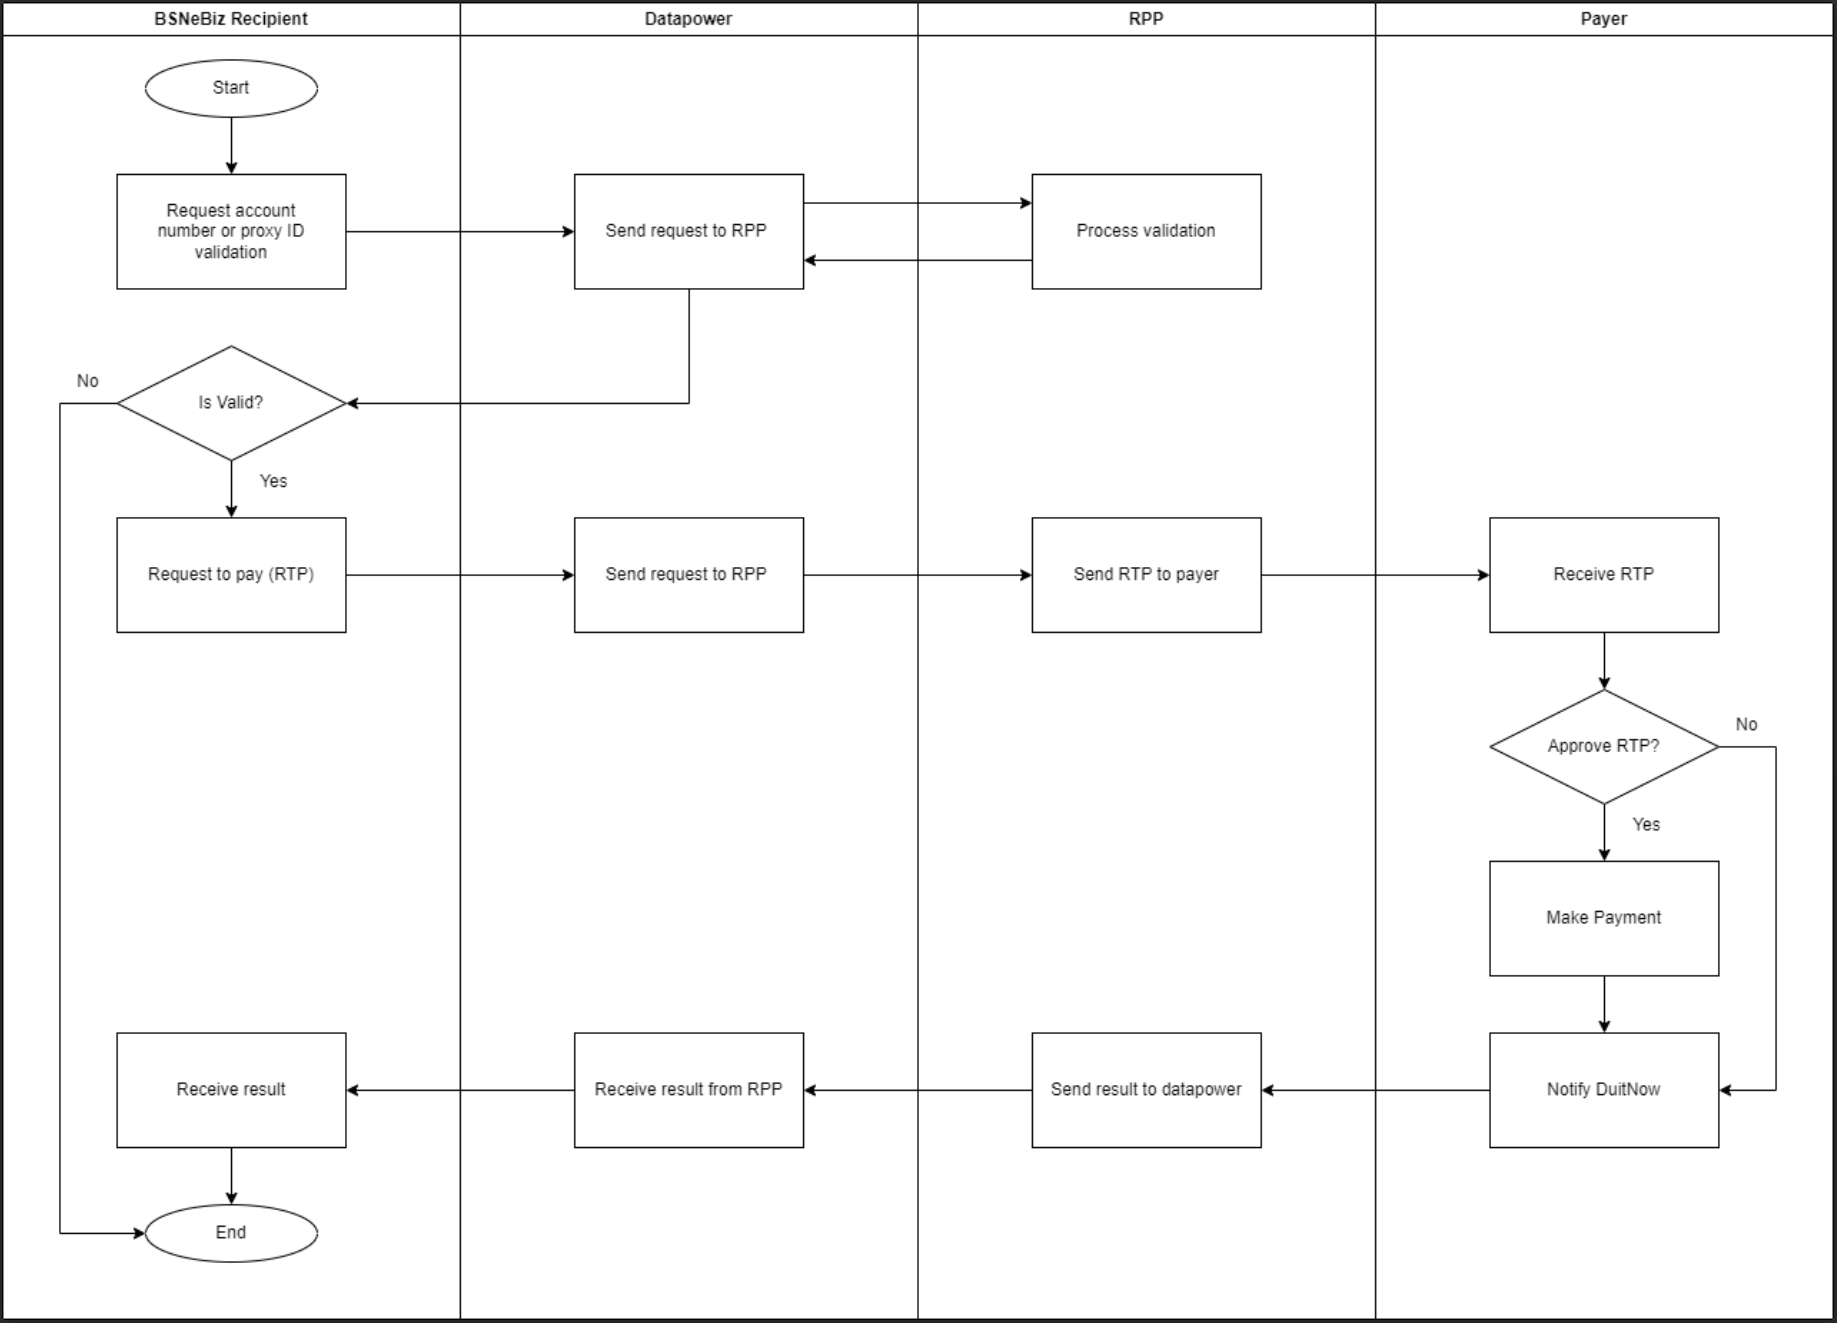 BSNeBiz Recipient
Datapower
RPP
Payer
Start
Request account
number or proxy ID
validation
Send request to RPP
Process validation
No
Is Valid?
Yes
Request to pay (RTP)
Send request to RPP
Send RTP to payer
Receive RTP
No
Approve RTP?
Yes
Make Payment
Receive result
Receive result from RPP
Send result to datapower
Notify DuitNow
End